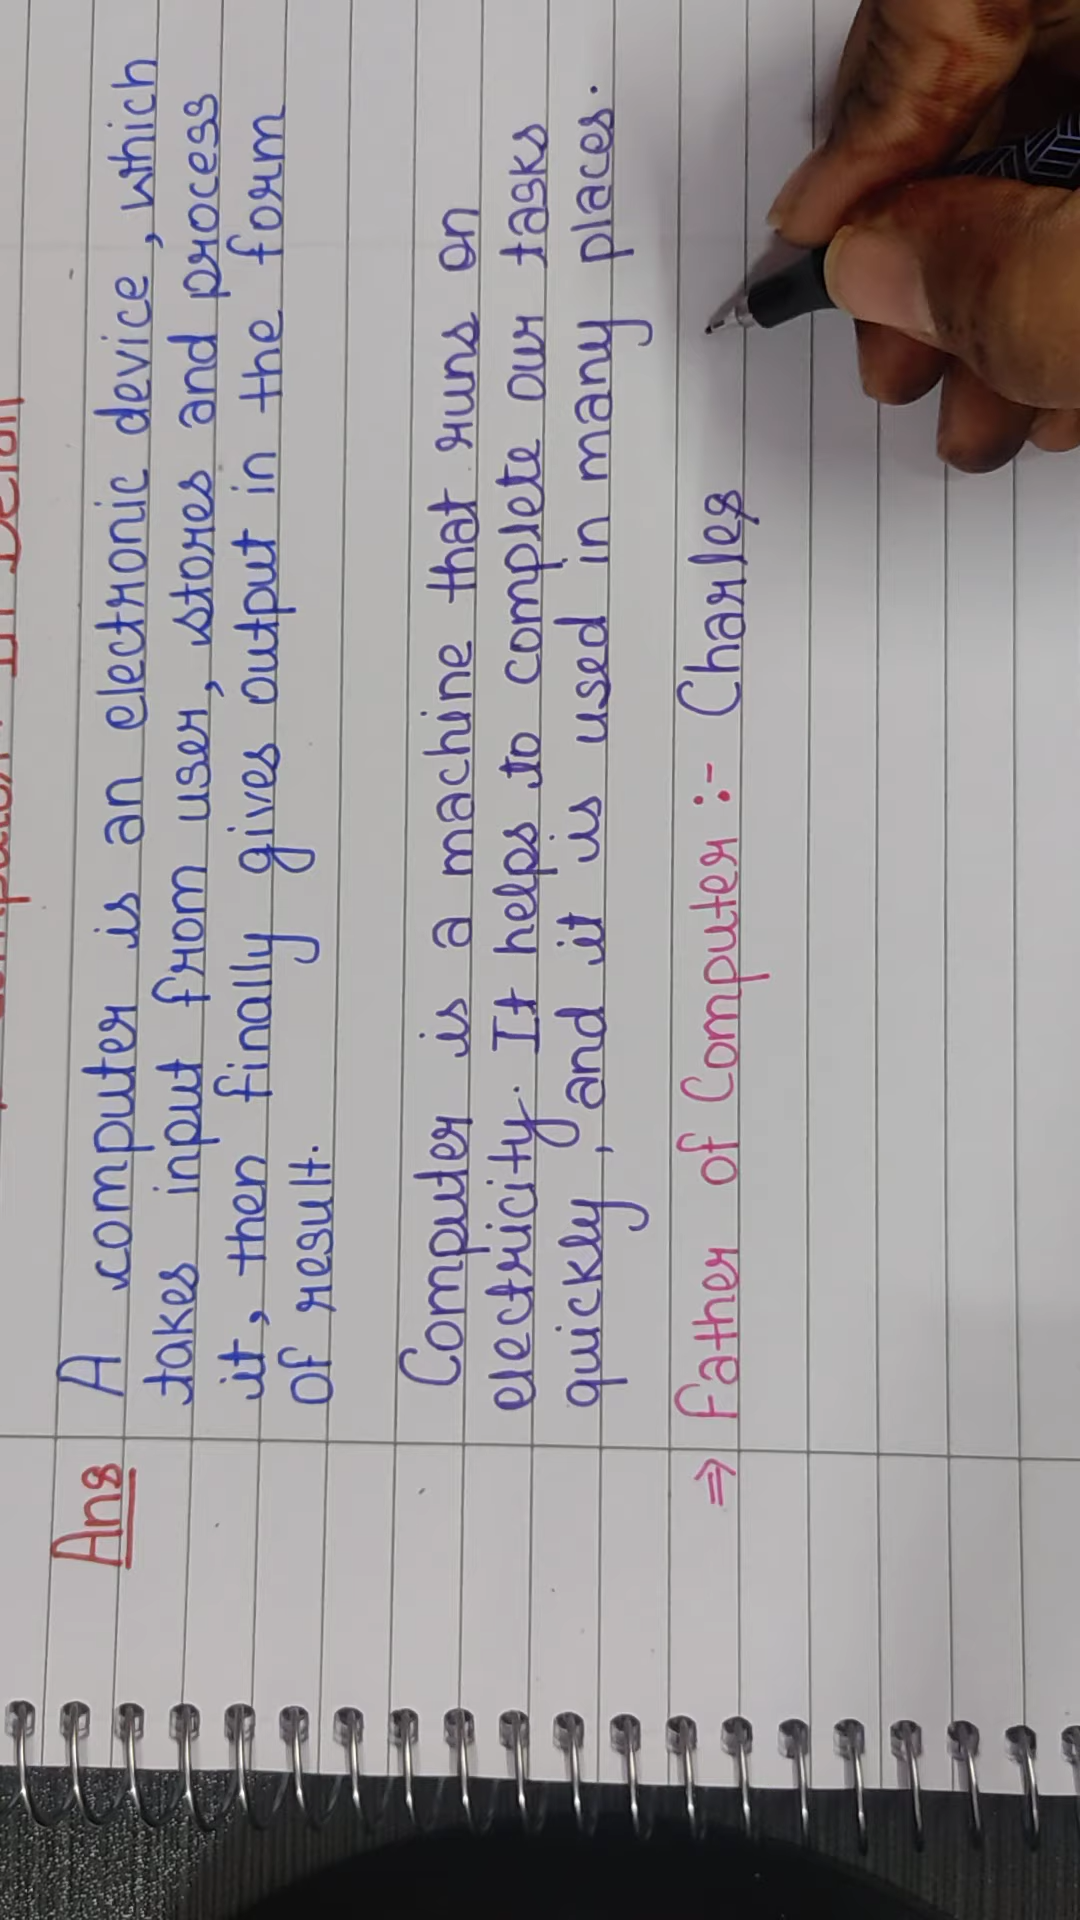 Ans A computer is an electronic device, which
takes input from user, stores and process
it, then finally gives output in the form
of result.
Computer is a machine that runs on
electricity. It helps to complete our tasks
quickly, and it is used in many places.
⇒ Father of Computer :- Charles